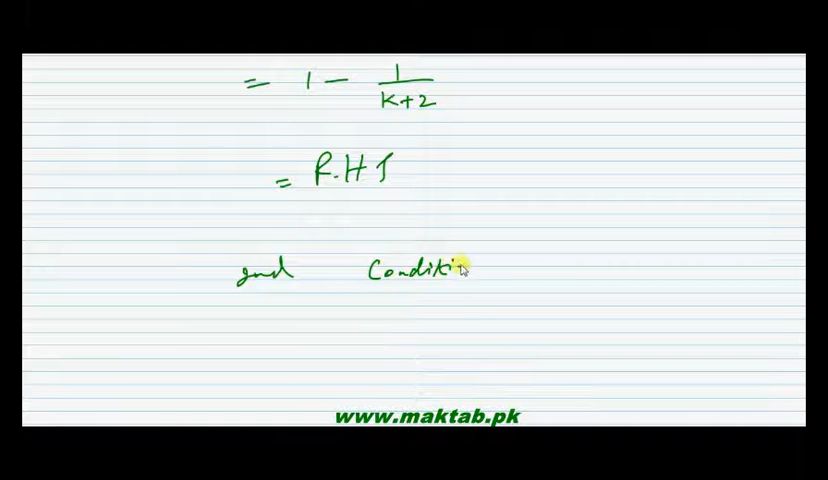 = 1 - 1/(K+2)
= R.H S
2nd Conditi
www.maktab.pk